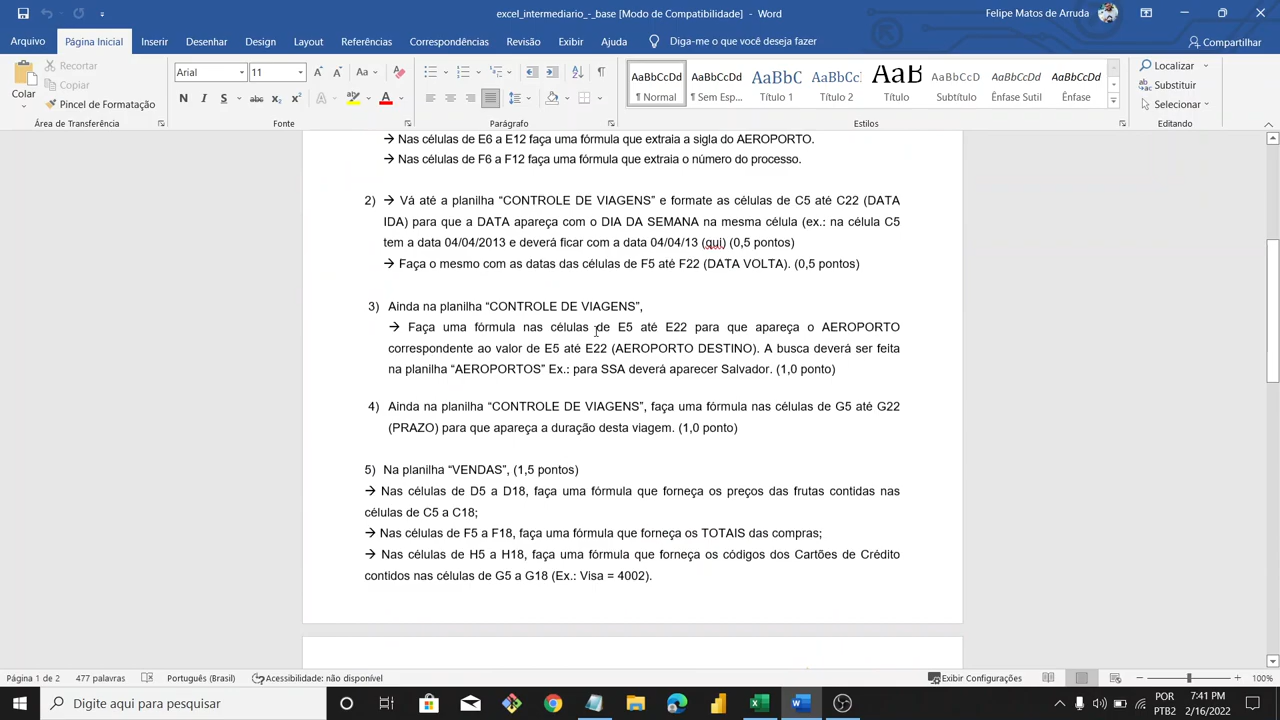 excel_intermediario_-_base [Modo de Compatibilidade] - Word
Felipe Matos de Arruda
Arquivo Página Inicial Inserir Desenhar Design Layout Referências Correspondências Revisão Exibir Ajuda Diga-me o que você deseja fazer Compartilhar
Colar
Recortar
Copiar
Pincel de Formatação
Área de Transferência
Arial 11
Fonte
Parágrafo
AaBbCcDd AaBbCcDd AaBbC AaBbCc AaB AaBbCcDd AaBbCcDd AaBbCcDd
¶ Normal ¶ Sem Esp... Título 1 Título 2 Título Subtítulo Ênfase Sutil Ênfase
Estilos
Localizar
Substituir
Selecionar
Editando
→ Nas células de E6 a E12 faça uma fórmula que extraia a sigla do AEROPORTO.
→ Nas células de F6 a F12 faça uma fórmula que extraio o número do processo.
2) → Vá até a planilha “CONTROLE DE VIAGENS” e formate as células de C5 até C22 (DATA
IDA) para que a DATA apareça com o DIA DA SEMANA na mesma célula (ex.: na célula C5
tem a data 04/04/2013 e deverá ficar com a data 04/04/13 (qui) (0,5 pontos)
→ Faça o mesmo com as datas das células de F5 até F22 (DATA VOLTA). (0,5 pontos)
3) Ainda na planilha “CONTROLE DE VIAGENS”,
→ Faça uma fórmula nas células de E5 até E22 para que apareça o AEROPORTO
correspondente ao valor de E5 até E22 (AEROPORTO DESTINO). A busca deverá ser feita
na planilha “AEROPORTOS” Ex.: para SSA deverá aparecer Salvador. (1,0 ponto)
4) Ainda na planilha “CONTROLE DE VIAGENS”, faça uma fórmula nas células de G5 até G22
(PRAZO) para que apareça a duração desta viagem. (1,0 ponto)
5) Na planilha “VENDAS”, (1,5 pontos)
→ Nas células de D5 a D18, faça uma fórmula que forneça os preços das frutas contidas nas
células de C5 a C18;
→ Nas células de F5 a F18, faça uma fórmula que forneça os TOTAIS das compras;
→ Nas células de H5 a H18, faça uma fórmula que forneça os códigos dos Cartões de Crédito
contidos nas células de G5 a G18 (Ex.: Visa = 4002).
Página 1 de 2 477 palavras Português (Brasil) Acessibilidade: não disponível Exibir Configurações 100%
Digite aqui para pesquisar
POR
PTB2
7:41 PM
2/16/2022